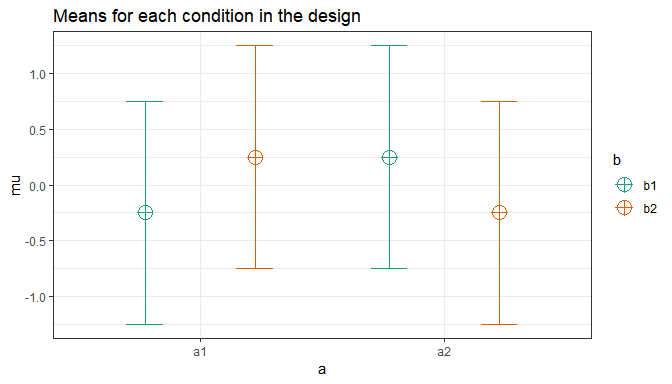 Means for each condition in the design
1.0
0.5
0.0
-0.5
-1.0
mu
a1
a2
a
b
b1
b2